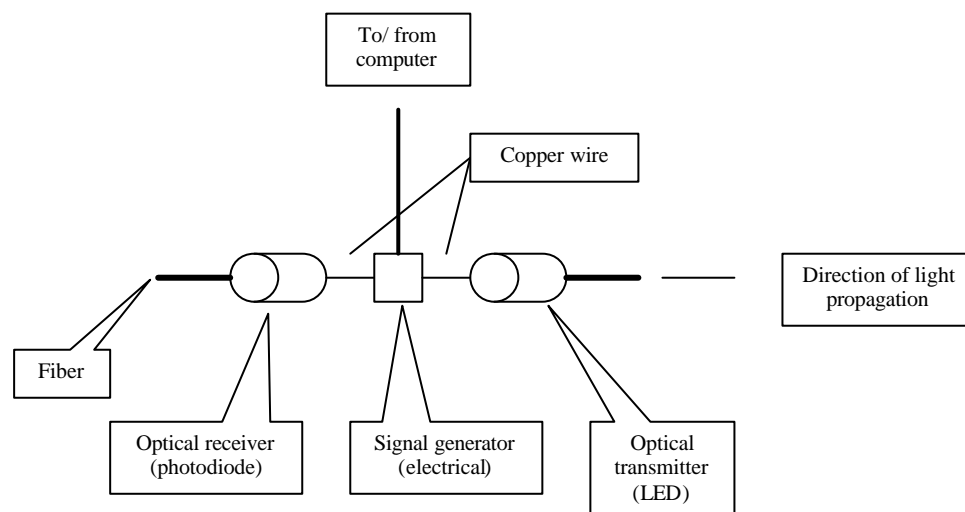 To/ from
computer
Copper wire
Direction of light
propagation
Fiber
Optical receiver
(photodiode)
Signal generator
(electrical)
Optical
transmitter
(LED)